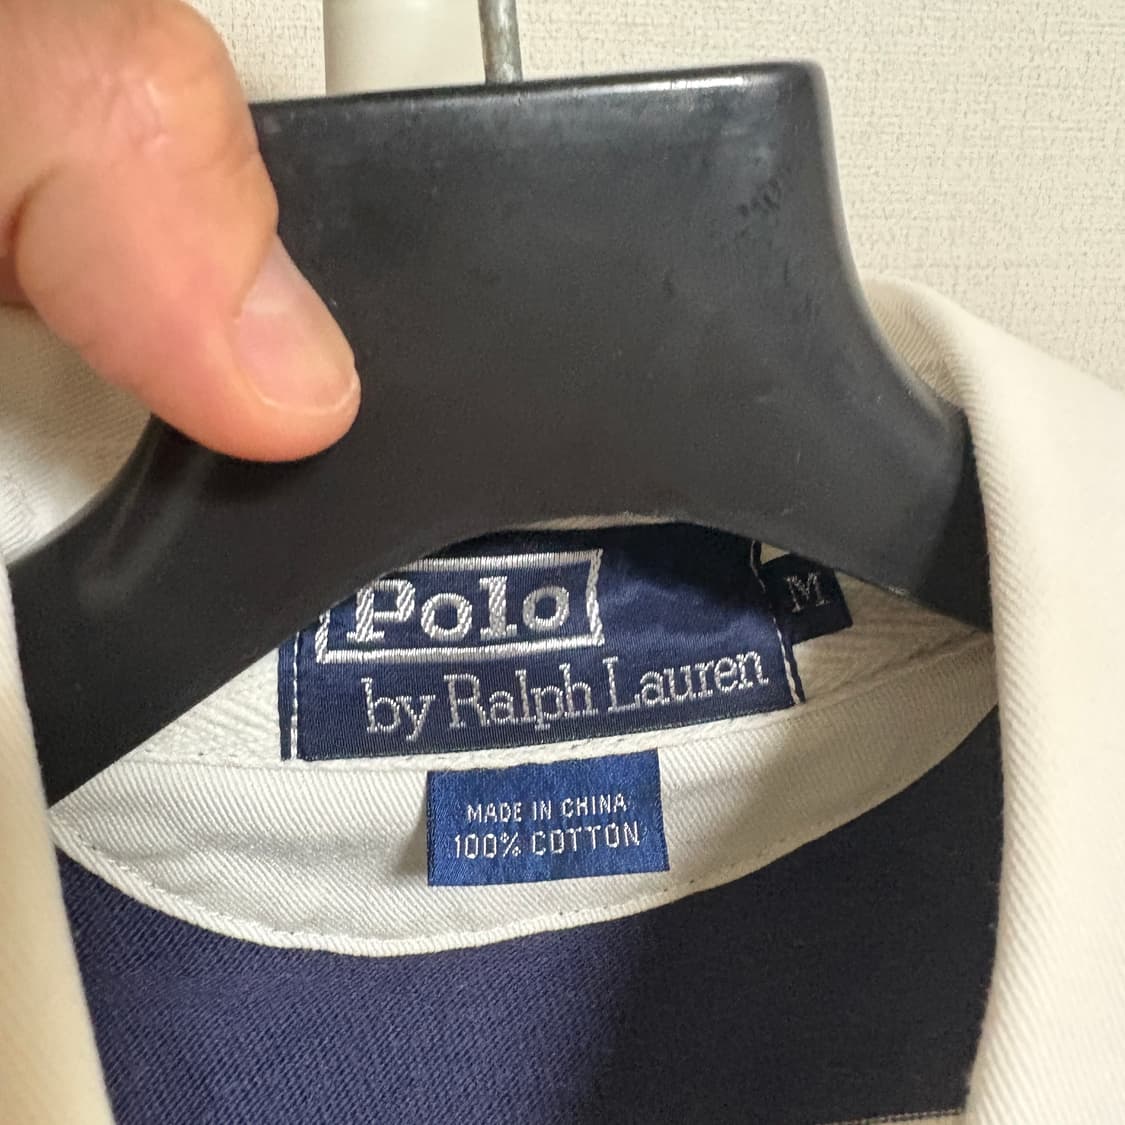 Polo
by Ralph Lauren
M
MADE IN CHINA
100% COTTON